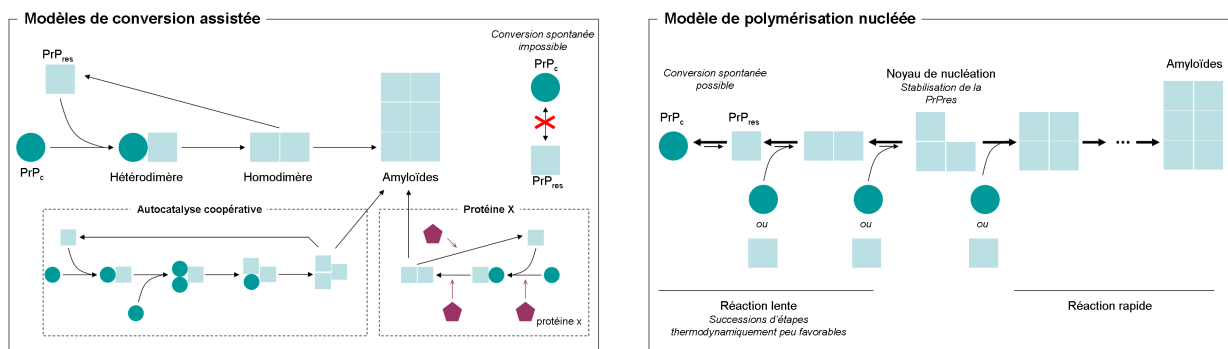 Modèles de conversion assistée
Conversion spontanée
impossible
PrPres
PrPc
PrPc
Hétérodimère
Homodimère
Amyloïdes
PrPres
Autocatalyse coopérative
Protéine X
protéine x
Modèle de polymérisation nucléée
Conversion spontanée
possible
Noyau de nucléation
Stabilisation de la
PrPres
Amyloïdes
PrPc
PrPres
...
ou
ou
ou
Réaction lente
Successions d'étapes
thermodynamiquement peu favorables
Réaction rapide